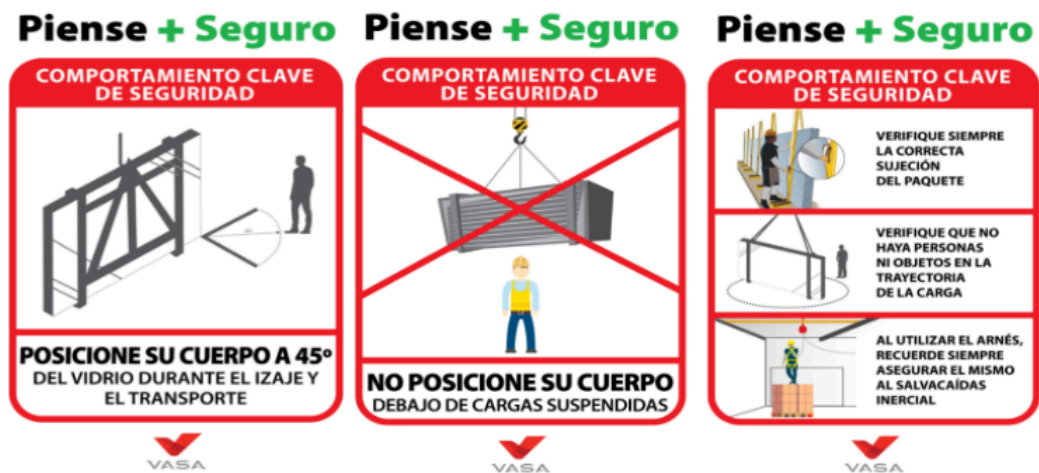 Piense + Seguro
COMPORTAMIENTO CLAVE
DE SEGURIDAD
POSICIONE SU CUERPO A 45º
DEL VIDRIO DURANTE EL IZAJE Y
EL TRANSPORTE
VASA
Piense + Seguro
COMPORTAMIENTO CLAVE
DE SEGURIDAD
NO POSICIONE SU CUERPO
DEBAJO DE CARGAS SUSPENDIDAS
VASA
Piense + Seguro
COMPORTAMIENTO CLAVE
DE SEGURIDAD
VERIFIQUE SIEMPRE
LA CORRECTA
SUJECIÓN
DEL PAQUETE
VERIFIQUE QUE NO
HAYA PERSONAS
NI OBJETOS EN LA
TRAYECTORIA
DE LA CARGA
AL UTILIZAR EL ARNÉS,
RECUERDE SIEMPRE
ASEGURAR EL MISMO
AL SALVACAÍDAS
INERCIAL
VASA